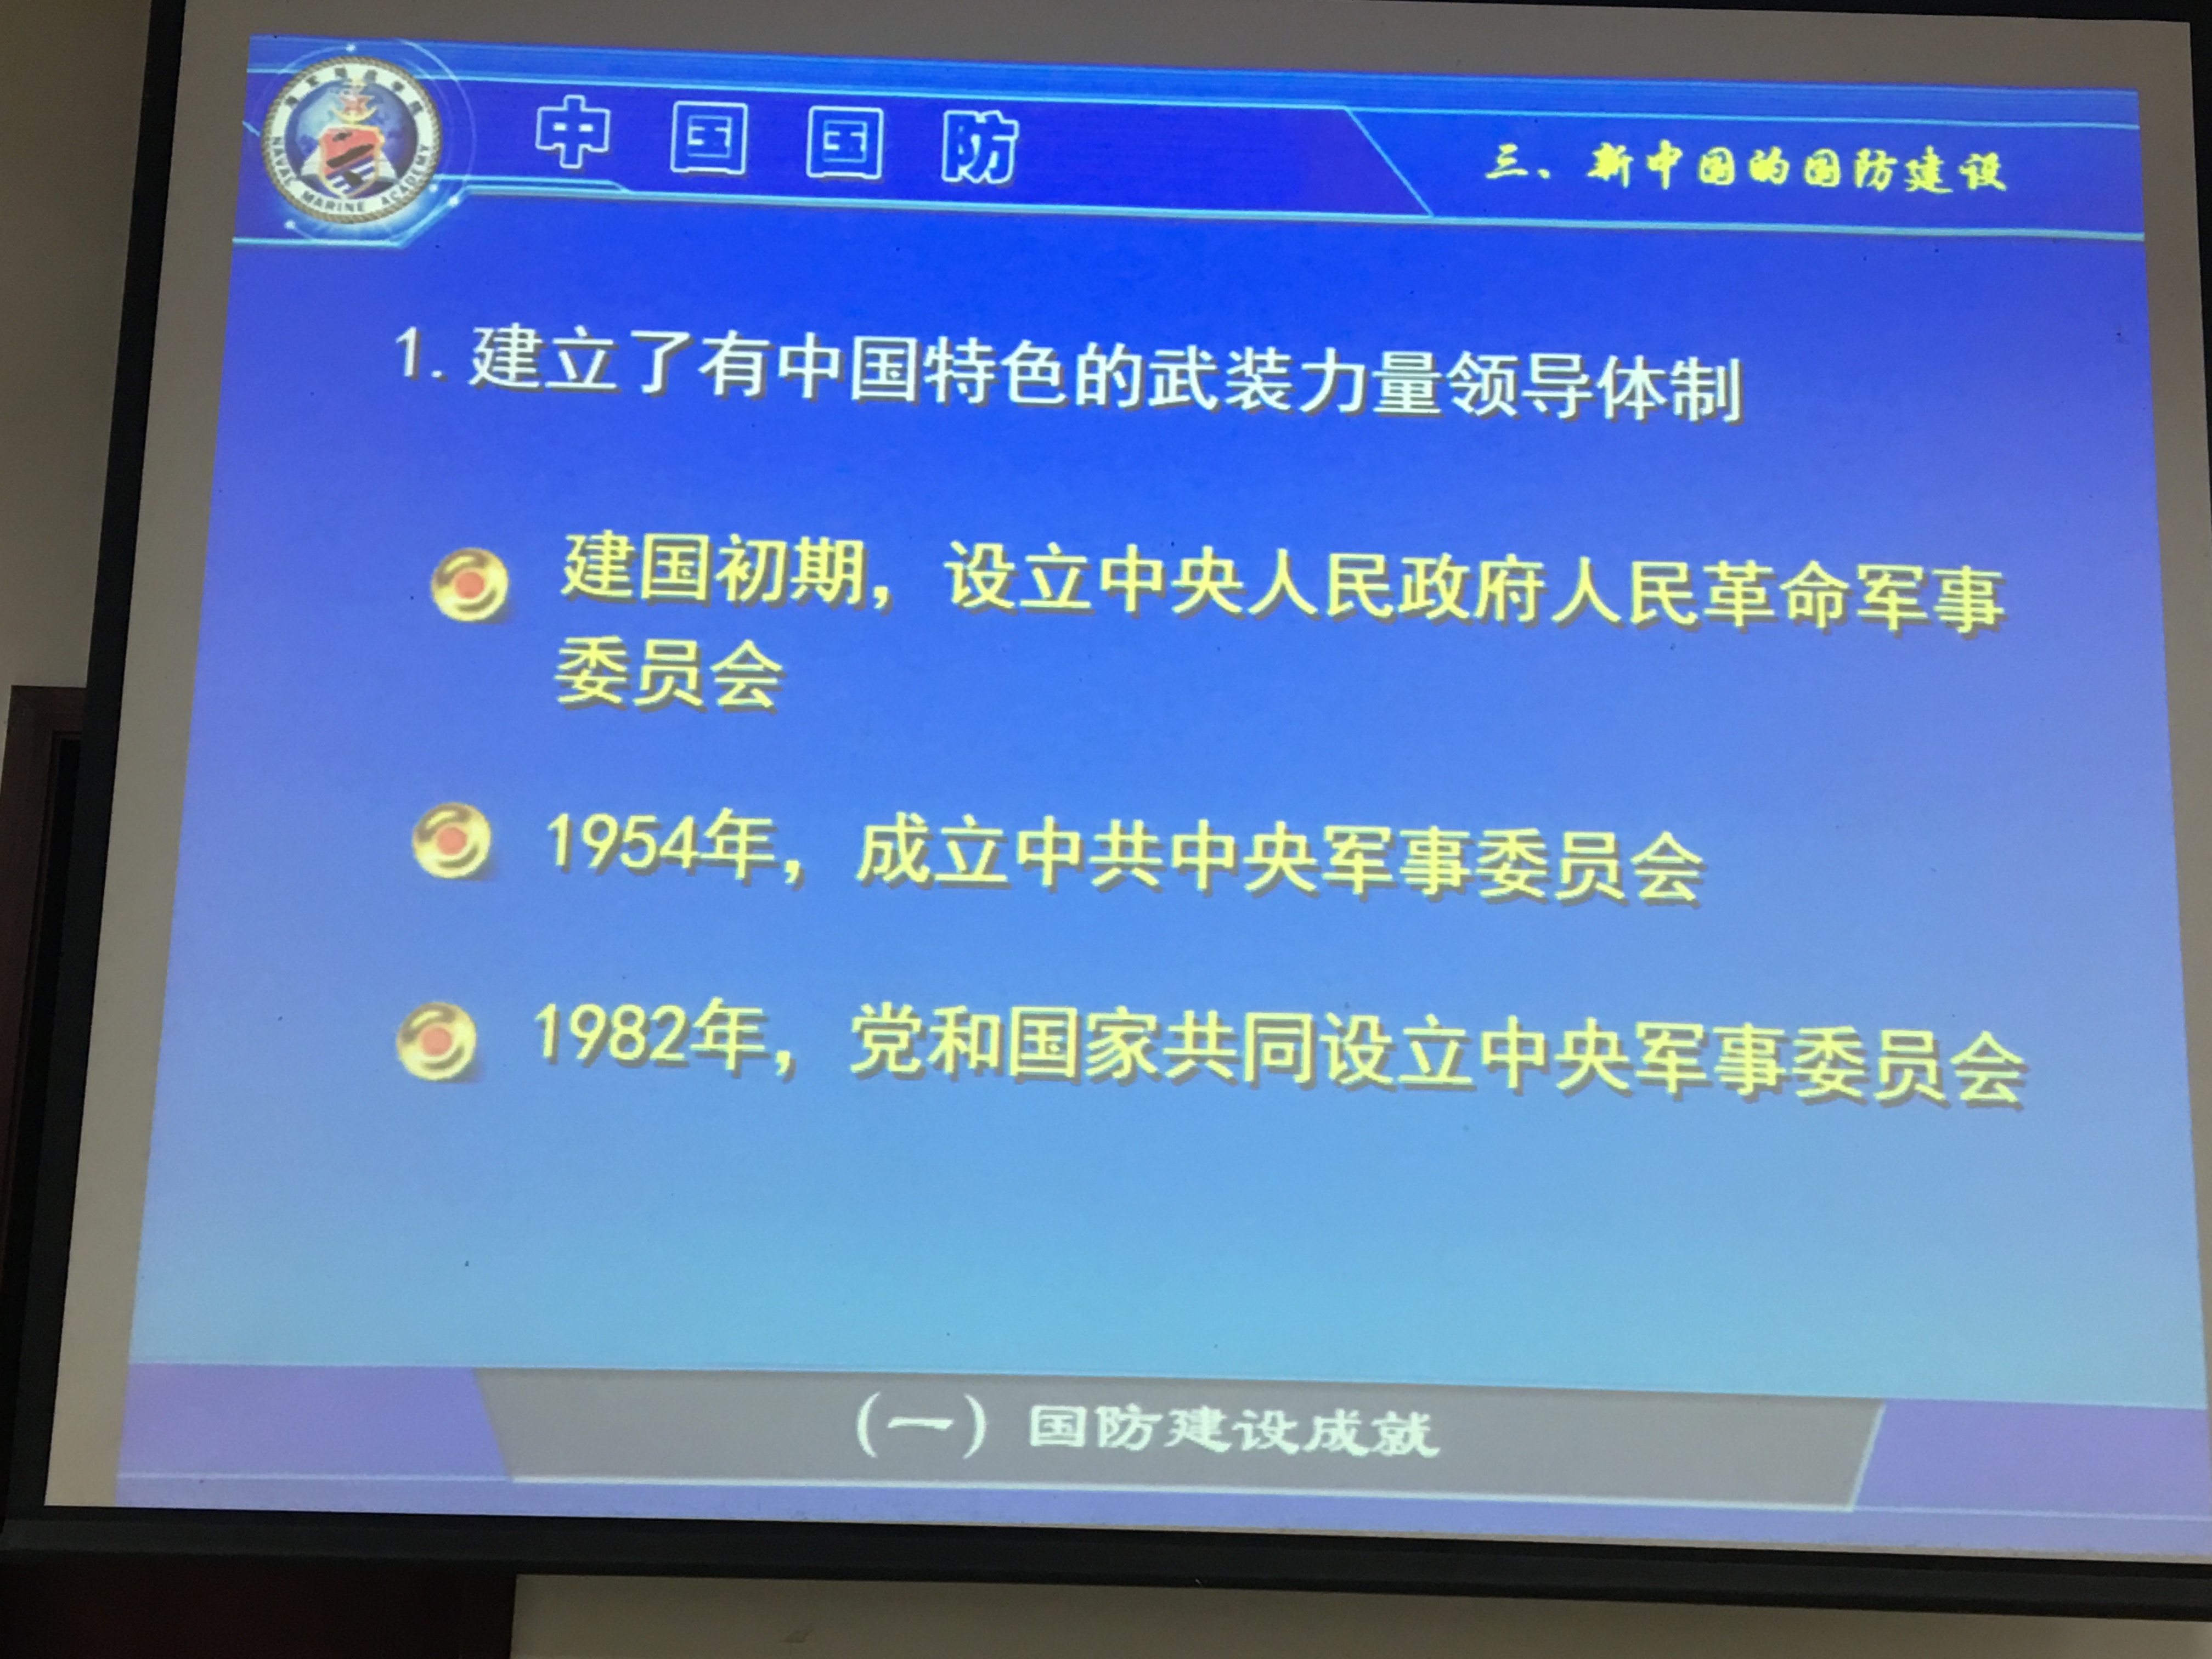 中国国防
三、新中国的国防建设
NAVAL MARINE ACADEMY
1.建立了有中国特色的武装力量领导体制
建国初期，设立中央人民政府人民革命军事
委员会
1954年，成立中共中央军事委员会
1982年，党和国家共同设立中央军事委员会
(一) 国防建设成就